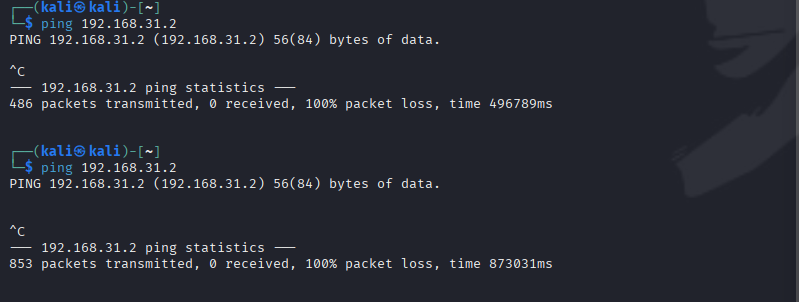 ┌──(kali㉿kali)-[~]
└─$ ping 192.168.31.2
PING 192.168.31.2 (192.168.31.2) 56(84) bytes of data.
^C
--- 192.168.31.2 ping statistics ---
486 packets transmitted, 0 received, 100% packet loss, time 496789ms
┌──(kali㉿kali)-[~]
└─$ ping 192.168.31.2
PING 192.168.31.2 (192.168.31.2) 56(84) bytes of data.
^C
--- 192.168.31.2 ping statistics ---
853 packets transmitted, 0 received, 100% packet loss, time 873031ms